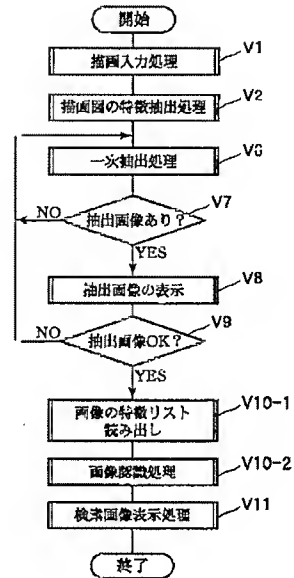 開始
描画入力処理
V1
描画図の特徴抽出処理
V2
一次抽出処理
V6
抽出画像あり?
V7
NO
YES
抽出画像の表示
V8
抽出画像OK?
V9
NO
YES
画像の特徴リスト
読み出し
V10-1
画像認識処理
V10-2
検索画像表示処理
V11
終了